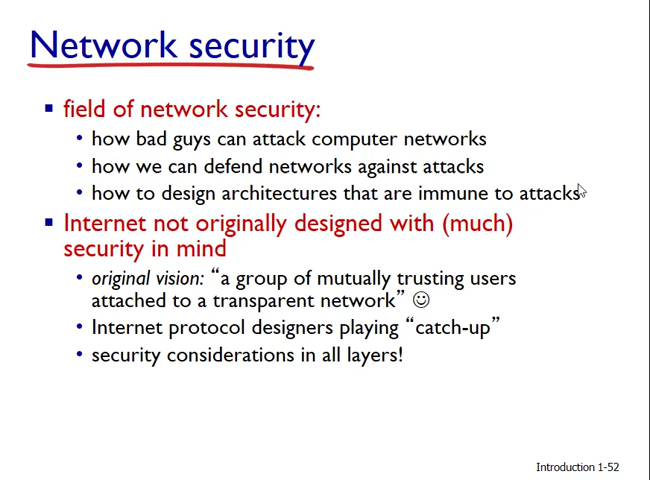 Network security
▪ field of network security:
• how bad guys can attack computer networks
• how we can defend networks against attacks
• how to design architectures that are immune to attacks
▪ Internet not originally designed with (much)
security in mind
• original vision: “a group of mutually trusting users
attached to a transparent network” ☺
• Internet protocol designers playing “catch-up”
• security considerations in all layers!
Introduction 1-52